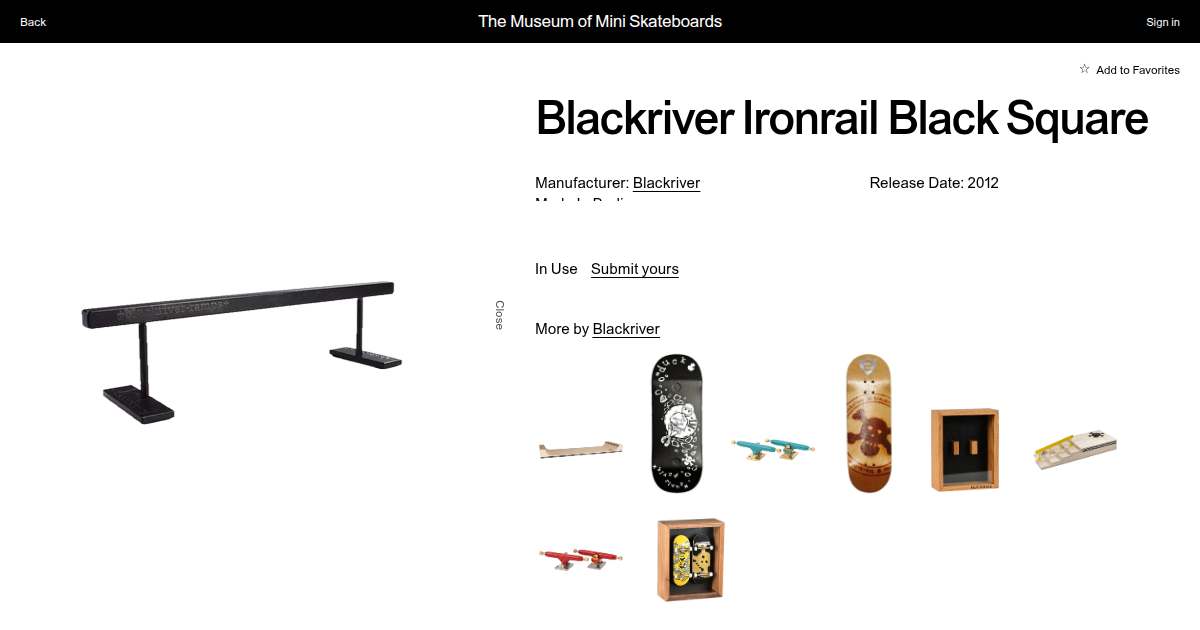 Back
The Museum of Mini Skateboards
Sign in
☆ Add to Favorites
Blackriver Ironrail Black Square
Manufacturer: Blackriver
Release Date: 2012
In Use Submit yours
Close
More by Blackriver